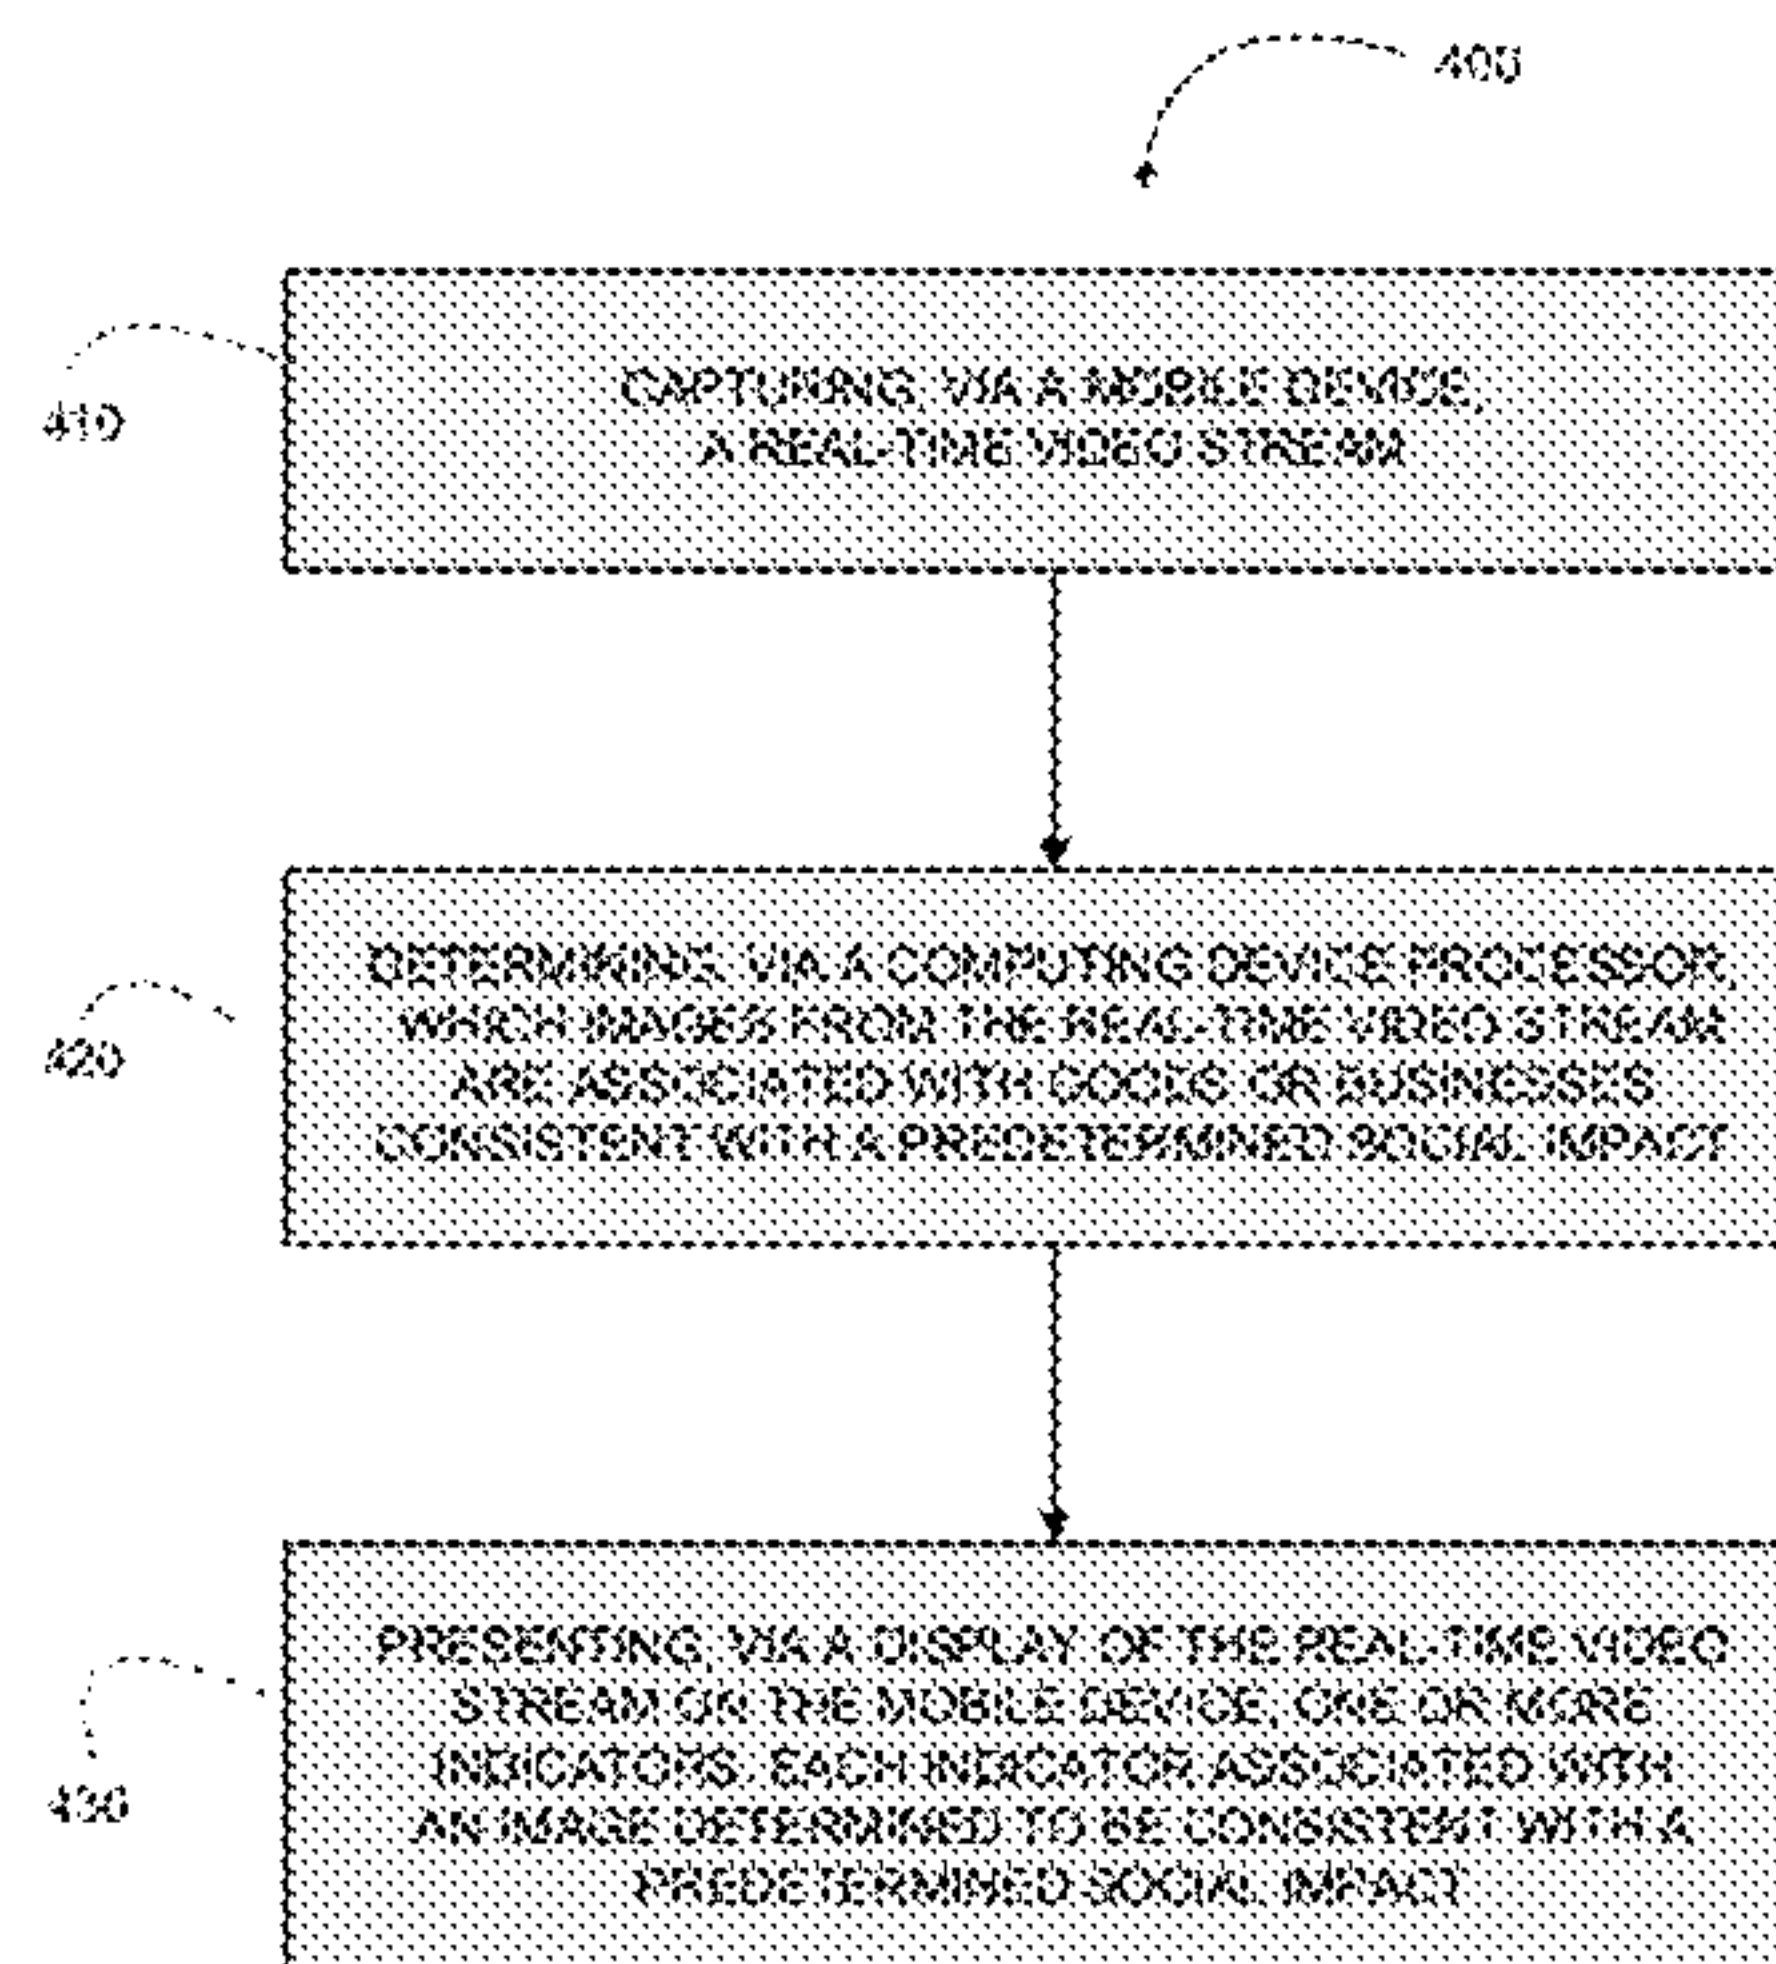 400
410
CAPTURING, VIA A MOBILE DEVICE,
A REAL-TIME VIDEO STREAM
420
DETERMINING, VIA A COMPUTING DEVICE PROCESSOR,
WHICH IMAGES FROM THE REAL-TIME VIDEO STREAM
ARE ASSOCIATED WITH GOODS OR BUSINESSES
CONSISTENT WITH A PREDETERMINED SOCIAL IMPACT
430
PRESENTING, VIA A DISPLAY OF THE REAL-TIME VIDEO
STREAM ON THE MOBILE DEVICE, ONE OR MORE
INDICATORS, EACH INDICATOR ASSOCIATED WITH
AN IMAGE DETERMINED TO BE CONSISTENT WITH A
PREDETERMINED SOCIAL IMPACT